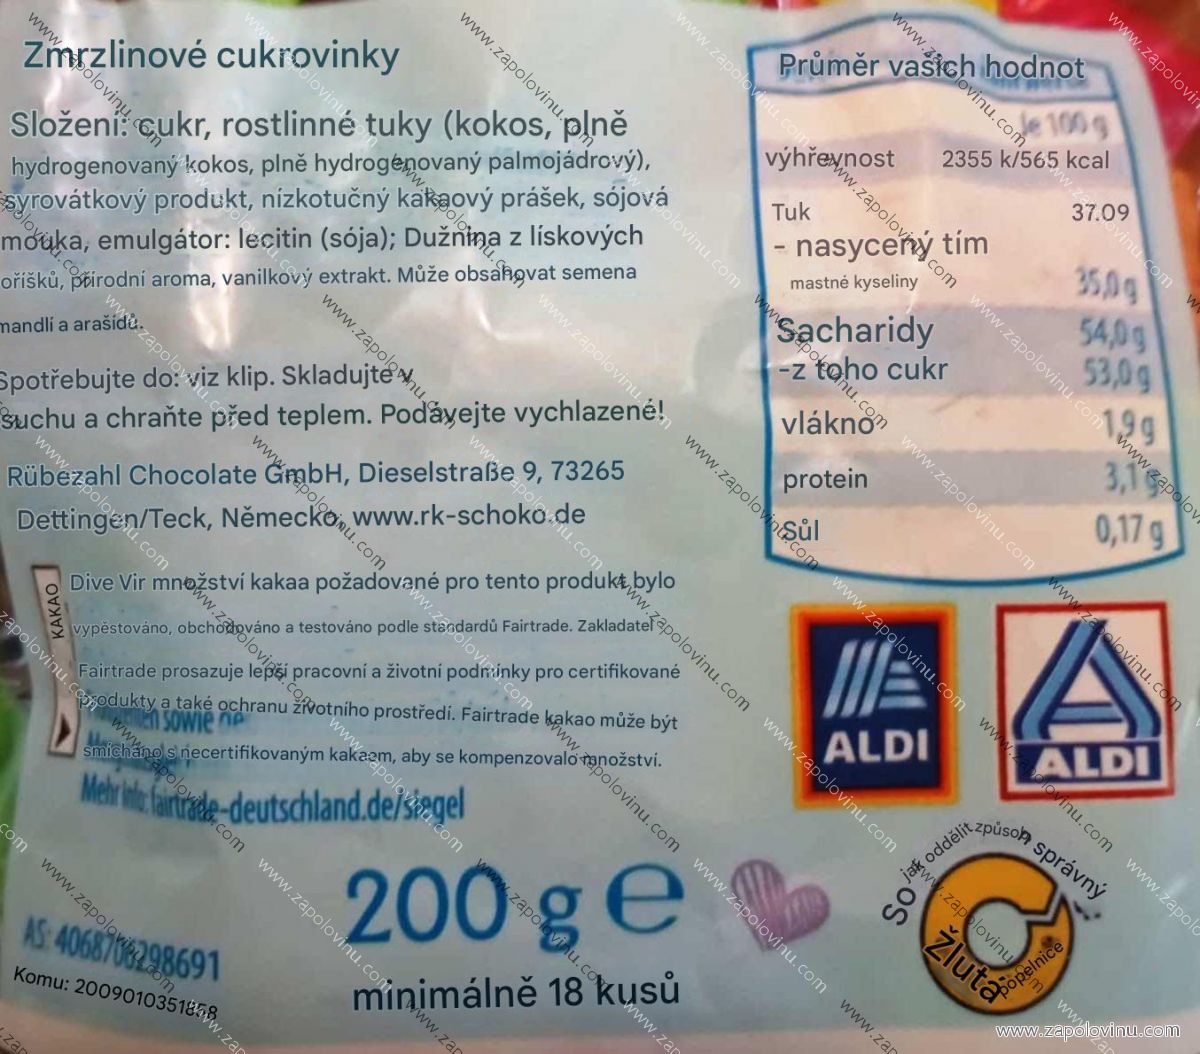 Zmrzlinové cukrovinky
Složení: cukr, rostlinné tuky (kokos, plně
hydrogenovaný kokos, plně hydrogenovaný palmojádrový),
syrovátkový produkt, nízkotučný kakaový prášek, sójová
mouka, emulgátor: lecitin (sója); Dužnina z lískových
oříšků, přírodní aroma, vanilkový extrakt. Může obsahovat semena
mandlí a arašídů.
Spotřebujte do: viz klip. Skladujte v
suchu a chraňte před teplem. Podávejte vychlazené!
Rübezahl Chocolate GmbH, Dieselstraße 9, 73265
Dettingen/Teck, Německo, www.rk-schoko.de
KAKAO
Dive Vir množství kakaa požadované pro tento produkt bylo
vypěstováno, obchodováno a testováno podle standardů Fairtrade. Zakladatel
Fairtrade prosazuje lepší pracovní a životní podmínky pro certifikované
produkty a také ochranu životního prostředí. Fairtrade kakao může být
smícháno s necertifikovaným kakaem, aby se kompenzovalo množství.
Mehr Info: fairtrade-deutschland.de/siegel
200 g e
minimálně 18 kusů
AS: 4068706298691
Komu: 2009010351858
Průměr vašich hodnot
je 100 g
výhřevnost 2355 k/565 kcal
Tuk 37.09
- nasycený tím
mastné kyseliny 35,0 g
Sacharidy 54,0 g
-z toho cukr 53,0 g
vlákno 1,9 g
protein 3,1 g
Sůl 0,17 g
ALDI
ALDI
So jak oddělit způsob správný
Žlutá popelnice
www.zapolovinu.com